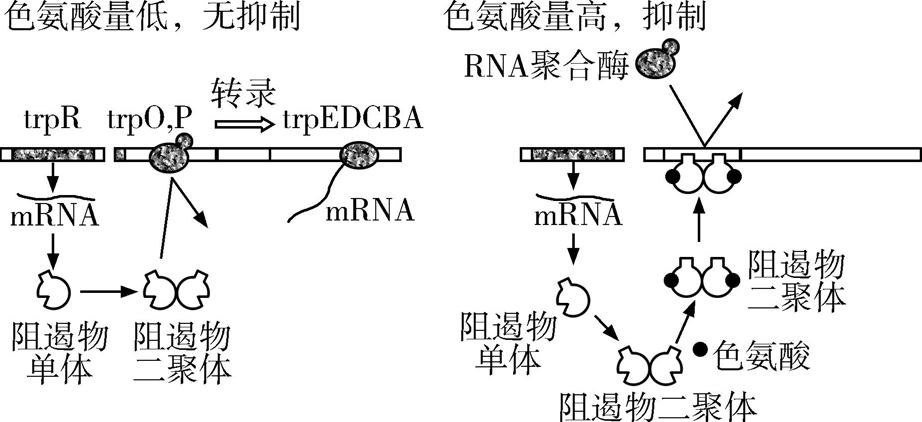 色氨酸量低，无抑制
trpR
trpO,P
转录
trpEDCBA
mRNA
mRNA
阻遏物
单体
阻遏物
二聚体
色氨酸量高，抑制
RNA聚合酶
mRNA
阻遏物
单体
阻遏物
二聚体
色氨酸
阻遏物二聚体